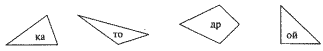 ка то др ой